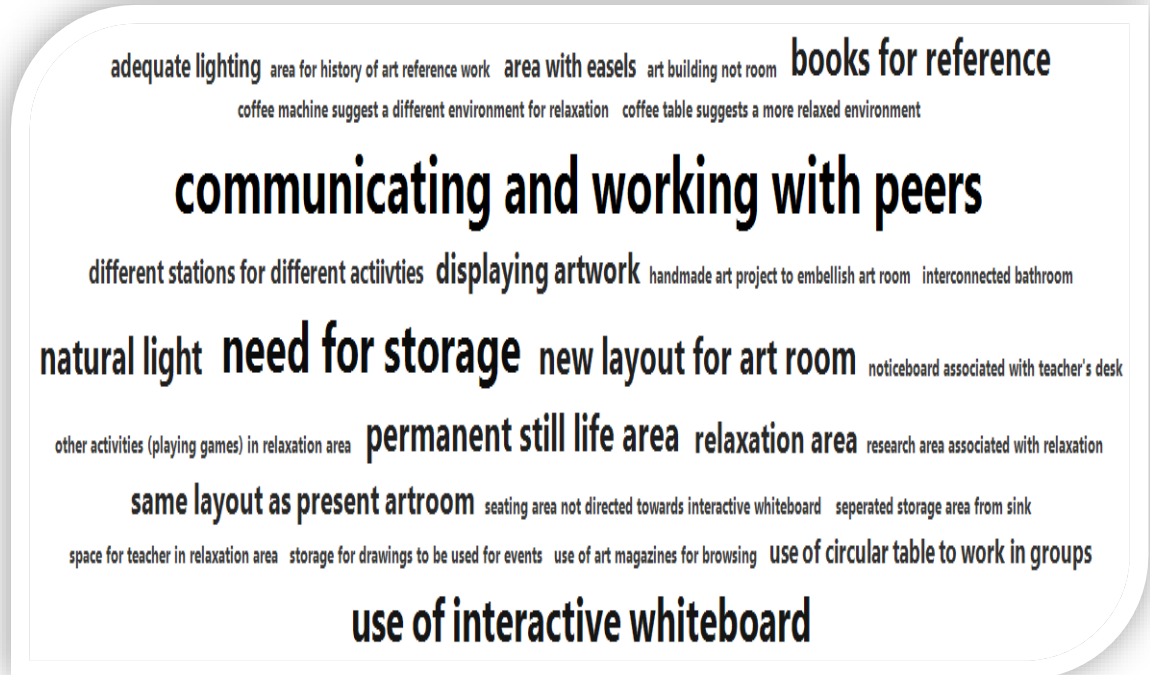 adequate lighting area for history of art reference work area with easels art building not room books for reference
coffee machine suggest a different environment for relaxation coffee table suggests a more relaxed environment
communicating and working with peers
different stations for different actiivties displaying artwork handmade art project to embellish art room interconnected bathroom
natural light need for storage new layout for art room noticeboard associated with teacher's desk
other activities (playing games) in relaxation area permanent still life area relaxation area research area associated with relaxation
same layout as present artroom seating area not directed towards interactive whiteboard seperated storage area from sink
space for teacher in relaxation area storage for drawings to be used for events use of art magazines for browsing use of circular table to work in groups
use of interactive whiteboard